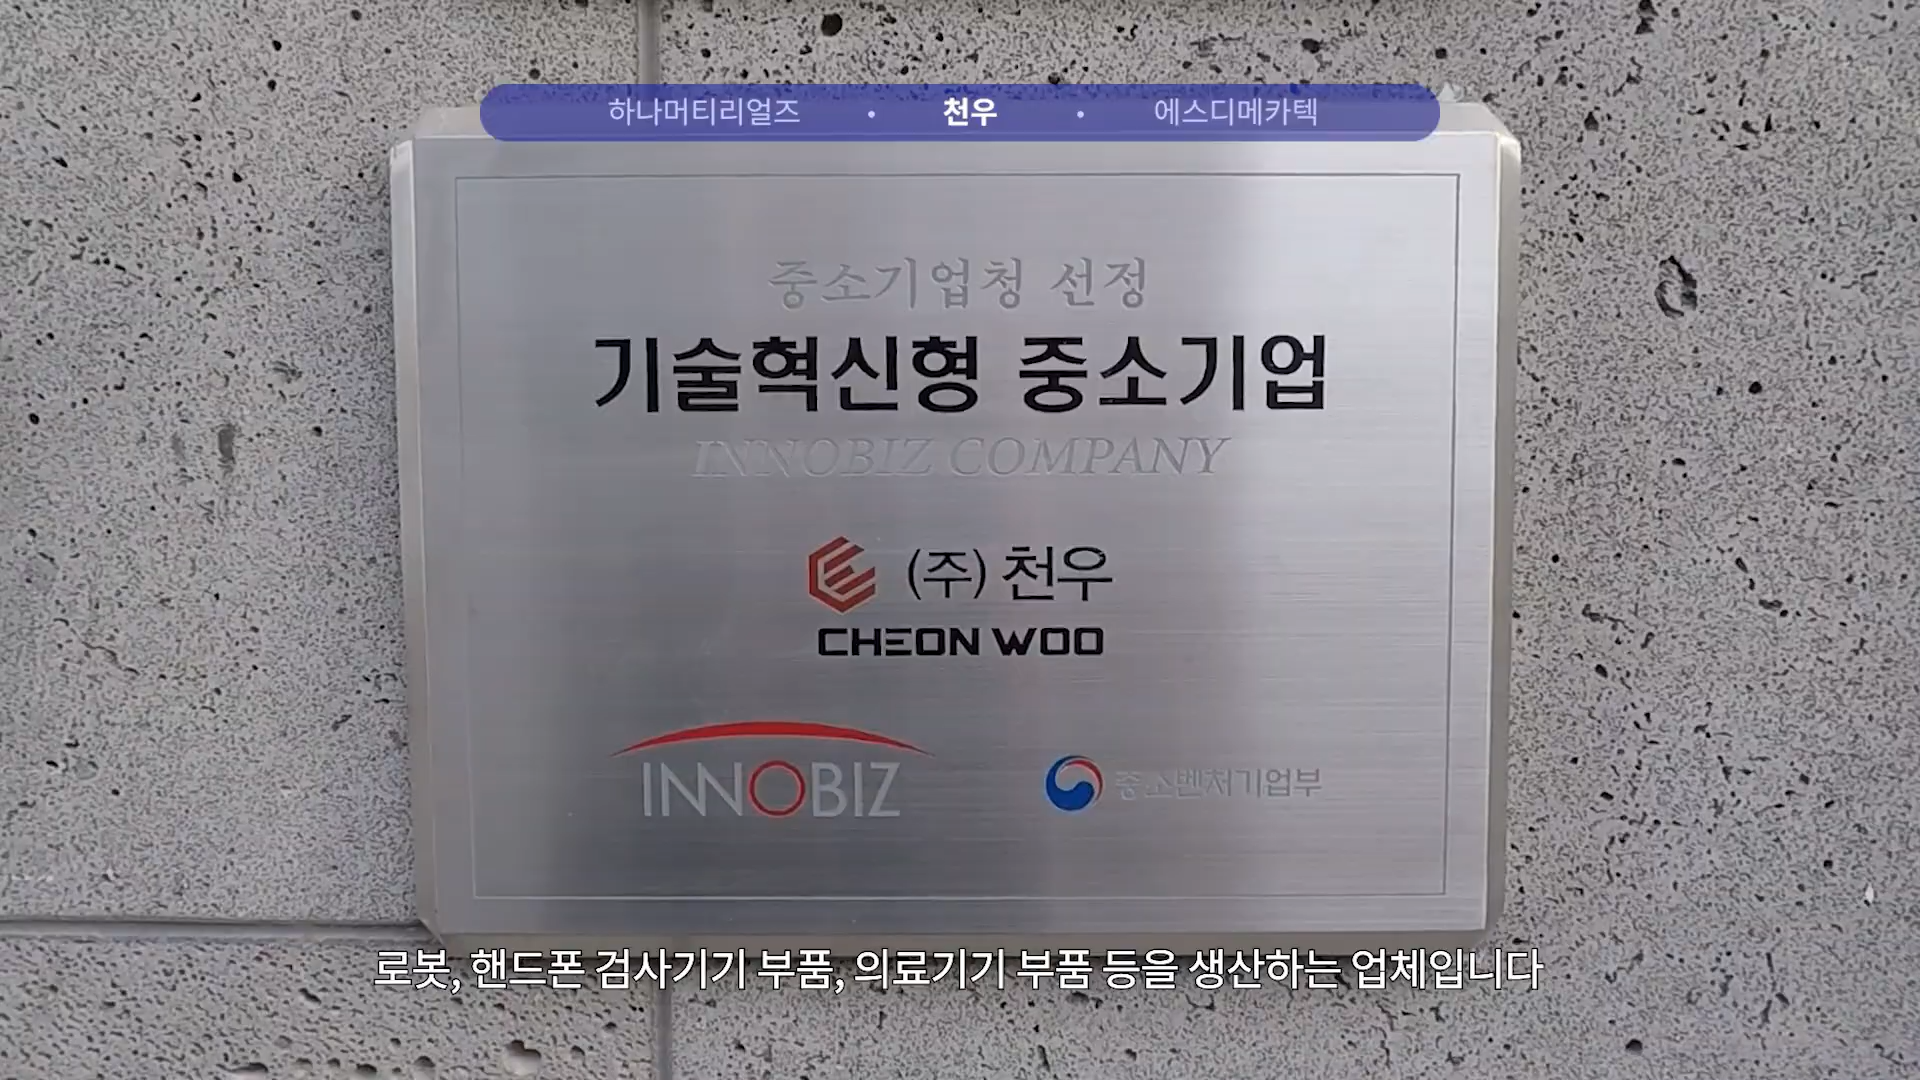 하나머티리얼즈 • 천우 • 에스디메카텍
중소기업청 선정
기술혁신형 중소기업
INNOBIZ COMPANY
(주) 천우
CHEON WOO
INNOBIZ
중소벤처기업부
로봇, 핸드폰 검사기기 부품, 의료기기 부품 등을 생산하는 업체입니다